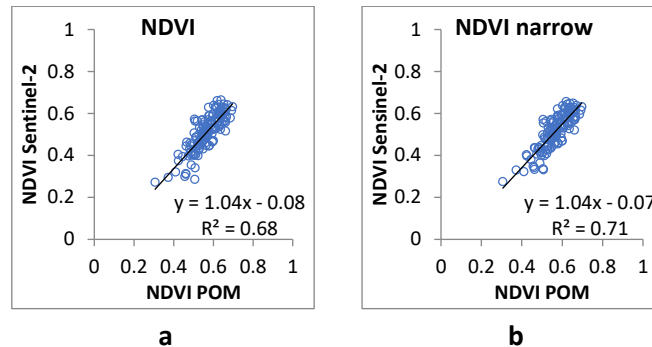 NDVI
NDVI Sentinel-2
1
0.8
0.6
0.4
0.2
0
y = 1.04x - 0.08
R² = 0.68
0 0.2 0.4 0.6 0.8 1
NDVI POM
a
NDVI narrow
NDVI Sensinel-2
1
0.8
0.6
0.4
0.2
0
y = 1.04x - 0.07
R² = 0.71
0 0.2 0.4 0.6 0.8 1
NDVI POM
b